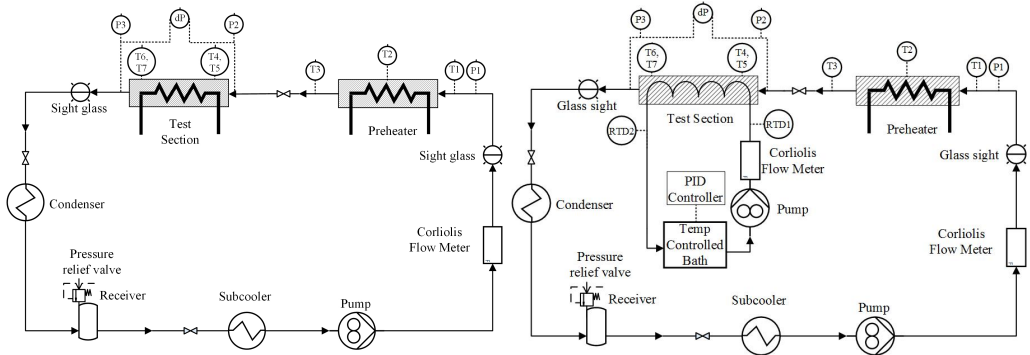 P3
dP
P2
T6,
T7
T4,
T5
T3
T2
T1
P1
Sight glass
Test
Section
Preheater
Sight glass
Condenser
Corliolis
Flow Meter
Pressure
relief valve
Receiver
Subcooler
Pump
P3
dP
P2
T6,
T7
T4,
T5
T3
T2
T1
P1
Glass sight
Test Section
Preheater
RTD2
RTD1
Glass sight
Corliolis
Flow Meter
PID
Controller
Pump
Condenser
Temp
Controlled
Bath
Corliolis
Flow Meter
Pressure
relief valve
Receiver
Subcooler
Pump